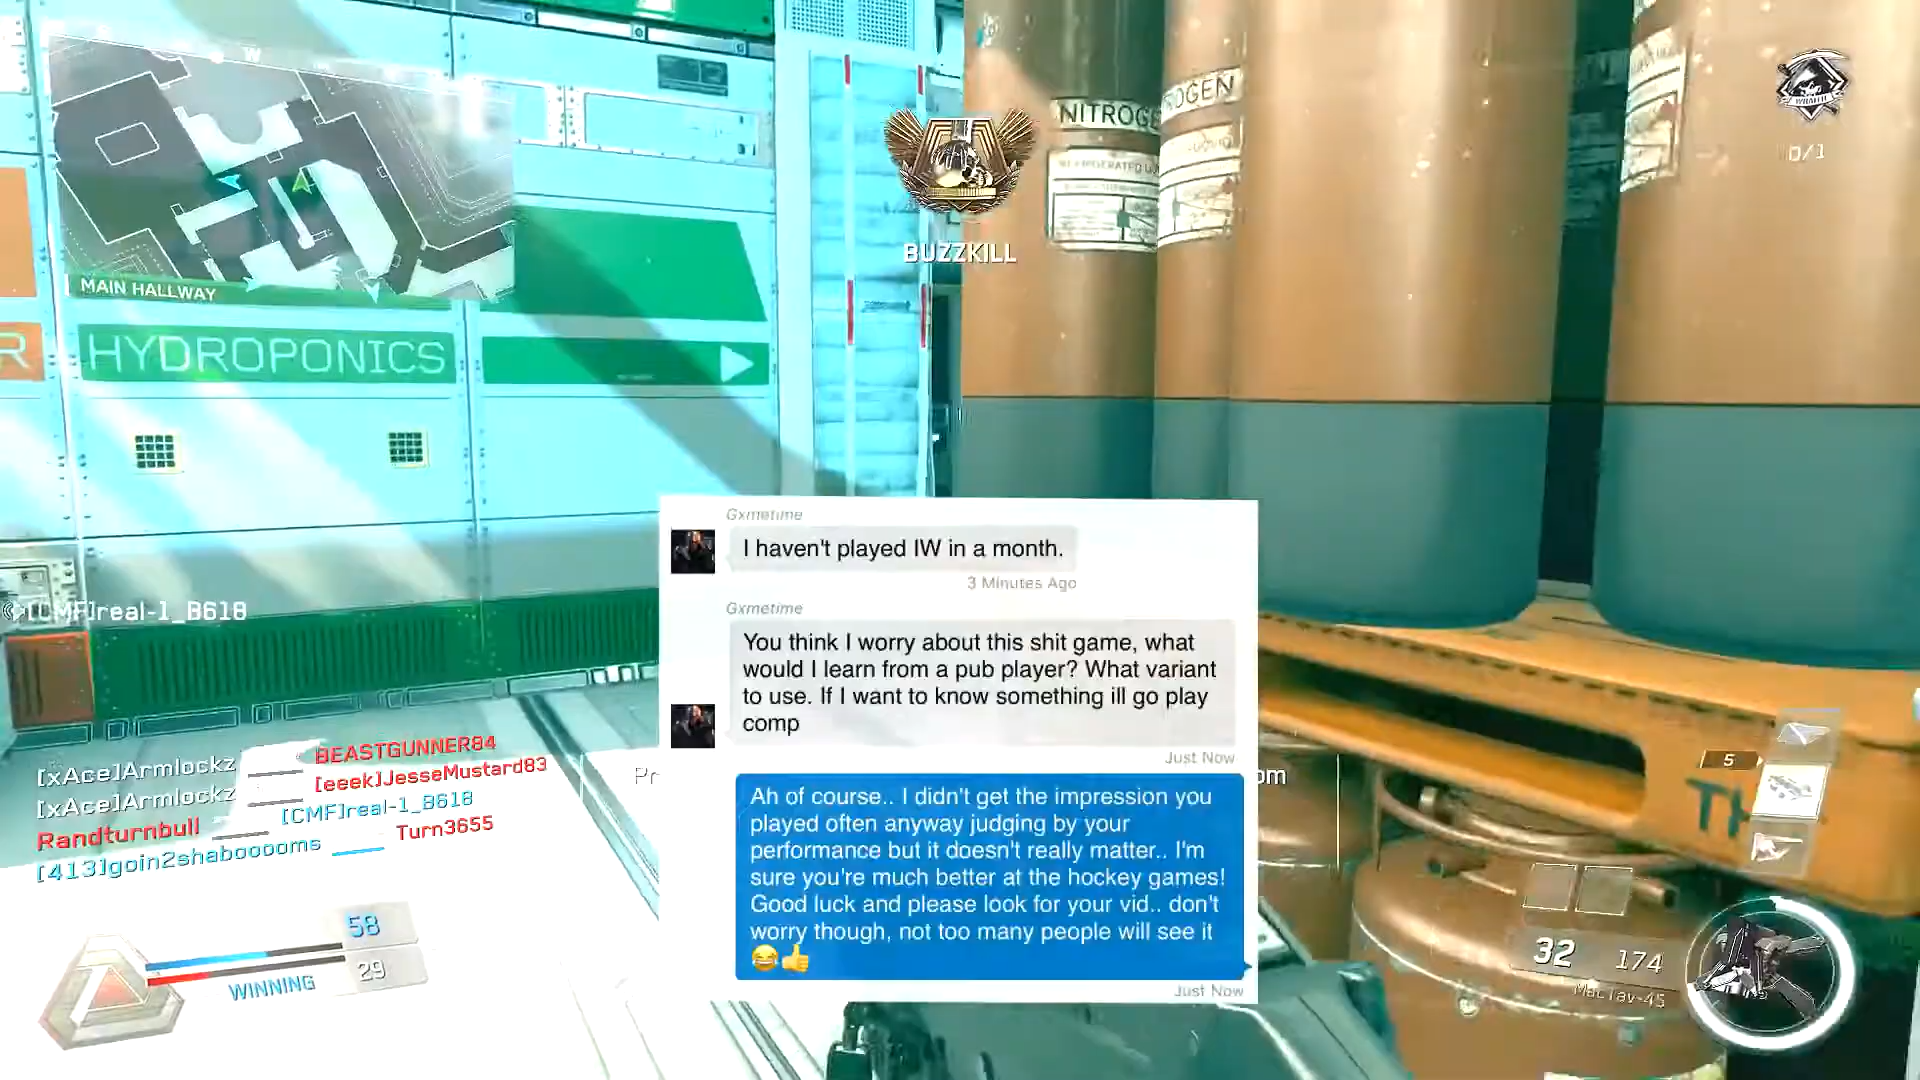 W
NITROG
ROGEN
WRAITH
0/1
BUZZKILL
MAIN HALLWAY
R
HYDROPONICS
Gxmetime
I haven't played IW in a month.
3 Minutes Ago
[CMF]real-1_B618
Gxmetime
You think I worry about this shit game, what
would I learn from a pub player? What variant
to use. If I want to know something ill go play
comp
Just Now
[xAce]Armlockz BEASTGUNNER84
[xAce]Armlockz [eeek]JesseMustard83
Randturnbull [CMF]real-1_B618
[413]goin2shabooooms Turn3655
Pr
om
5
TH
Ah of course.. I didn't get the impression you
played often anyway judging by your
performance but it doesn't really matter.. I'm
sure you're much better at the hockey games!
Good luck and please look for your vid.. don't
worry though, not too many people will see it
😂👍
Just Now
58
29
WINNING
32 174
MacTav-45